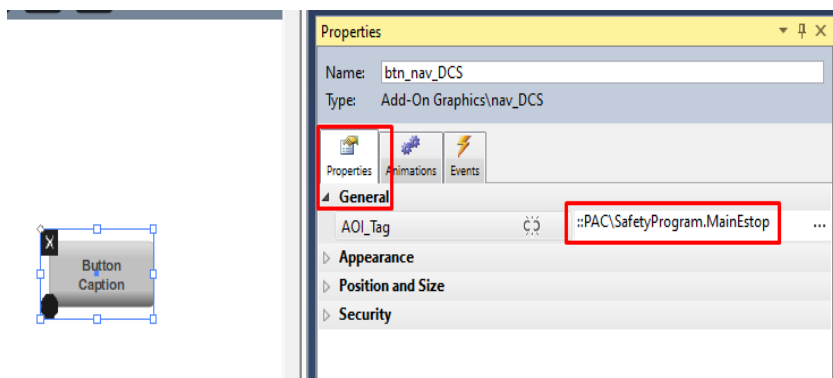 Properties
Name: btn_nav_DCS
Type: Add-On Graphics\nav_DCS
Properties Animations Events
General
AOI_Tag ::PAC\SafetyProgram.MainEstop ...
Appearance
Position and Size
Security
X
Button
Caption